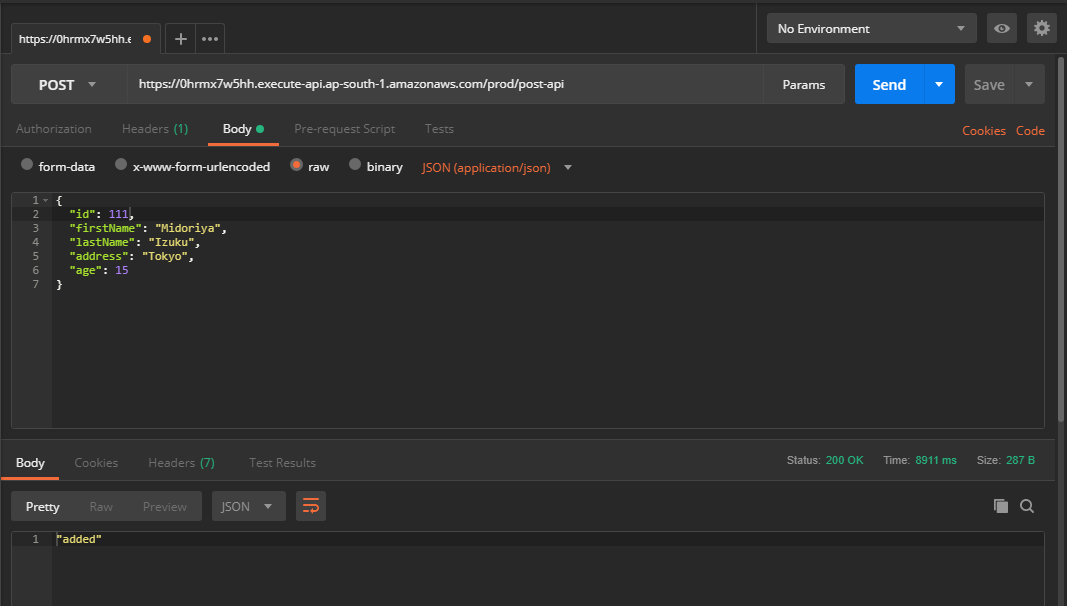 https://0hrmx7w5hh.e
No Environment
POST https://0hrmx7w5hh.execute-api.ap-south-1.amazonaws.com/prod/post-api Params Send Save
Authorization Headers (1) Body Pre-request Script Tests Cookies Code
form-data x-www-form-urlencoded raw binary JSON (application/json)
1 {
2 "id": 111,
3 "firstName": "Midoriya",
4 "lastName": "Izuku",
5 "address": "Tokyo",
6 "age": 15
7 }
Body Cookies Headers (7) Test Results Status: 200 OK Time: 8911 ms Size: 287 B
Pretty Raw Preview JSON
1 "added"